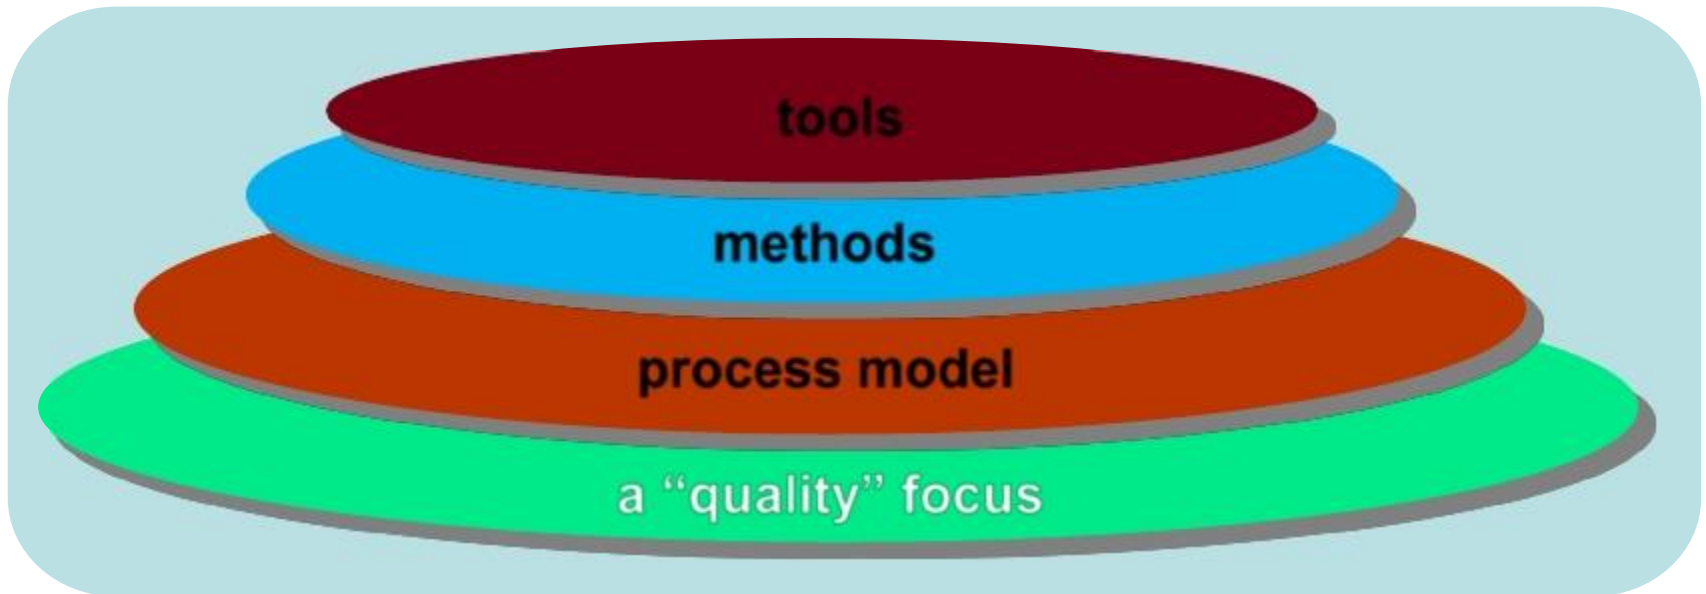 tools
methods
process model
a “quality” focus